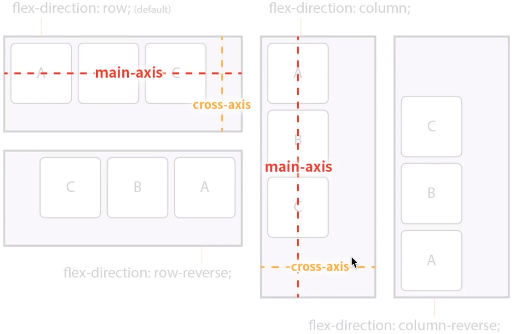 flex-direction: row; (default)
flex-direction: column;
A
main-axis
C
cross-axis
C
B
A
flex-direction: row-reverse;
A
B
main-axis
C
cross-axis
C
B
A
flex-direction: column-reverse;